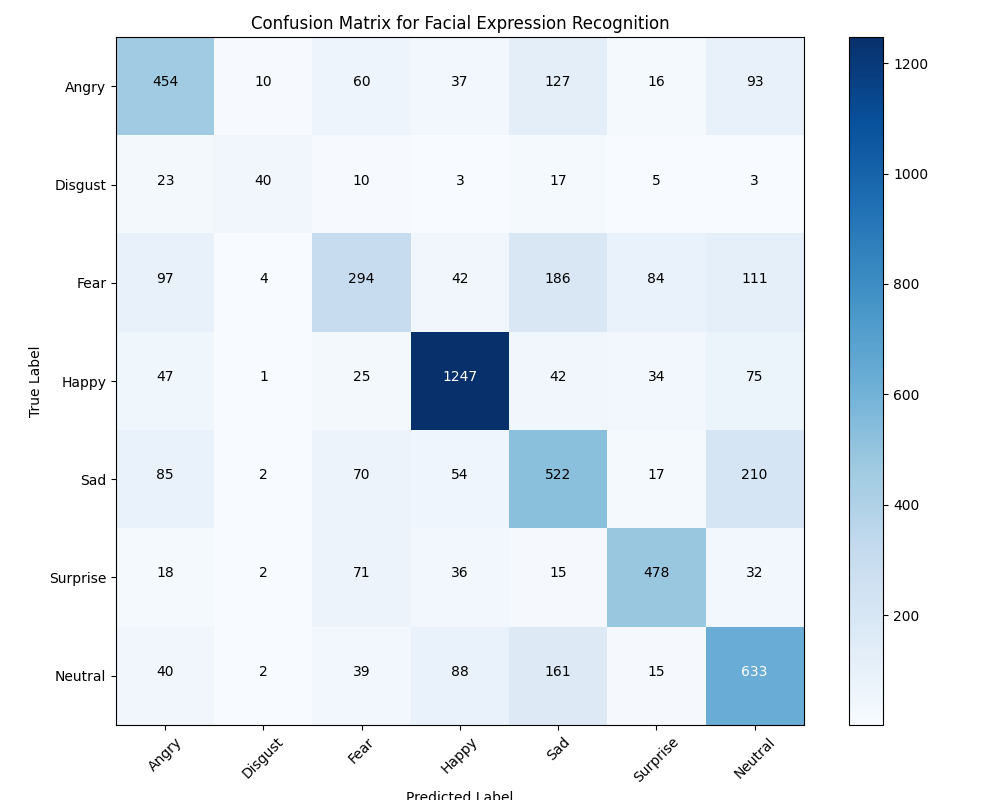 Confusion Matrix for Facial Expression Recognition
Angry 454 10 60 37 127 16 93
Disgust 23 40 10 3 17 5 3
Fear 97 4 294 42 186 84 111
Happy 47 1 25 1247 42 34 75
Sad 85 2 70 54 522 17 210
Surprise 18 2 71 36 15 478 32
Neutral 40 2 39 88 161 15 633
True Label
Angry Disgust Fear Happy Sad Surprise Neutral
Predicted Label
1200
1000
800
600
400
200